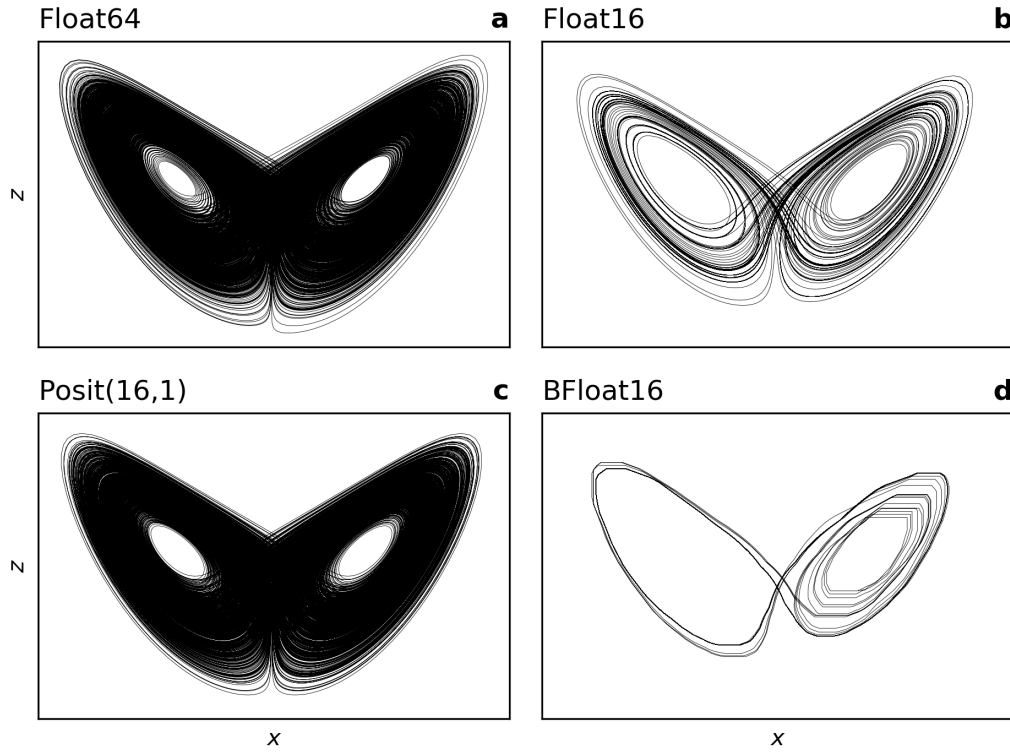 Float64 a
Float16 b
z
Posit(16,1) c
BFloat16 d
z
x
x